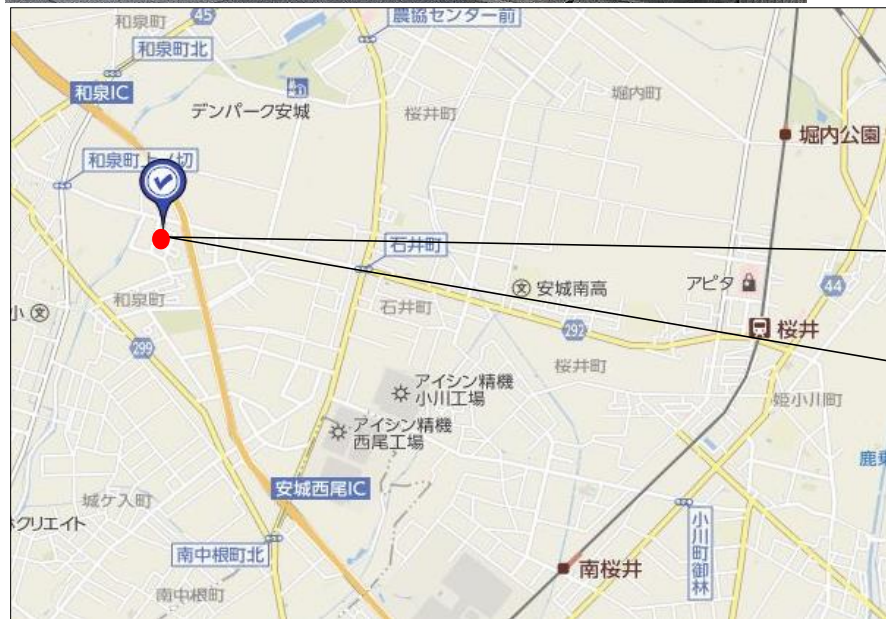 和泉町
45
農協センター前
和泉町北
和泉IC
デンパーク安城
桜井町
堀内町
堀内公園
和泉町上ノ切
石井町
アピタ
44
文
安城南高
小
文
和泉町
石井町
292
桜井
299
桜井町
アイシン精機
小川工場
姫小川町
アイシン精機
西尾工場
安城西尾IC
城ケ入町
クリエイト
小川町御林
南中根町北
南桜井
南中根町